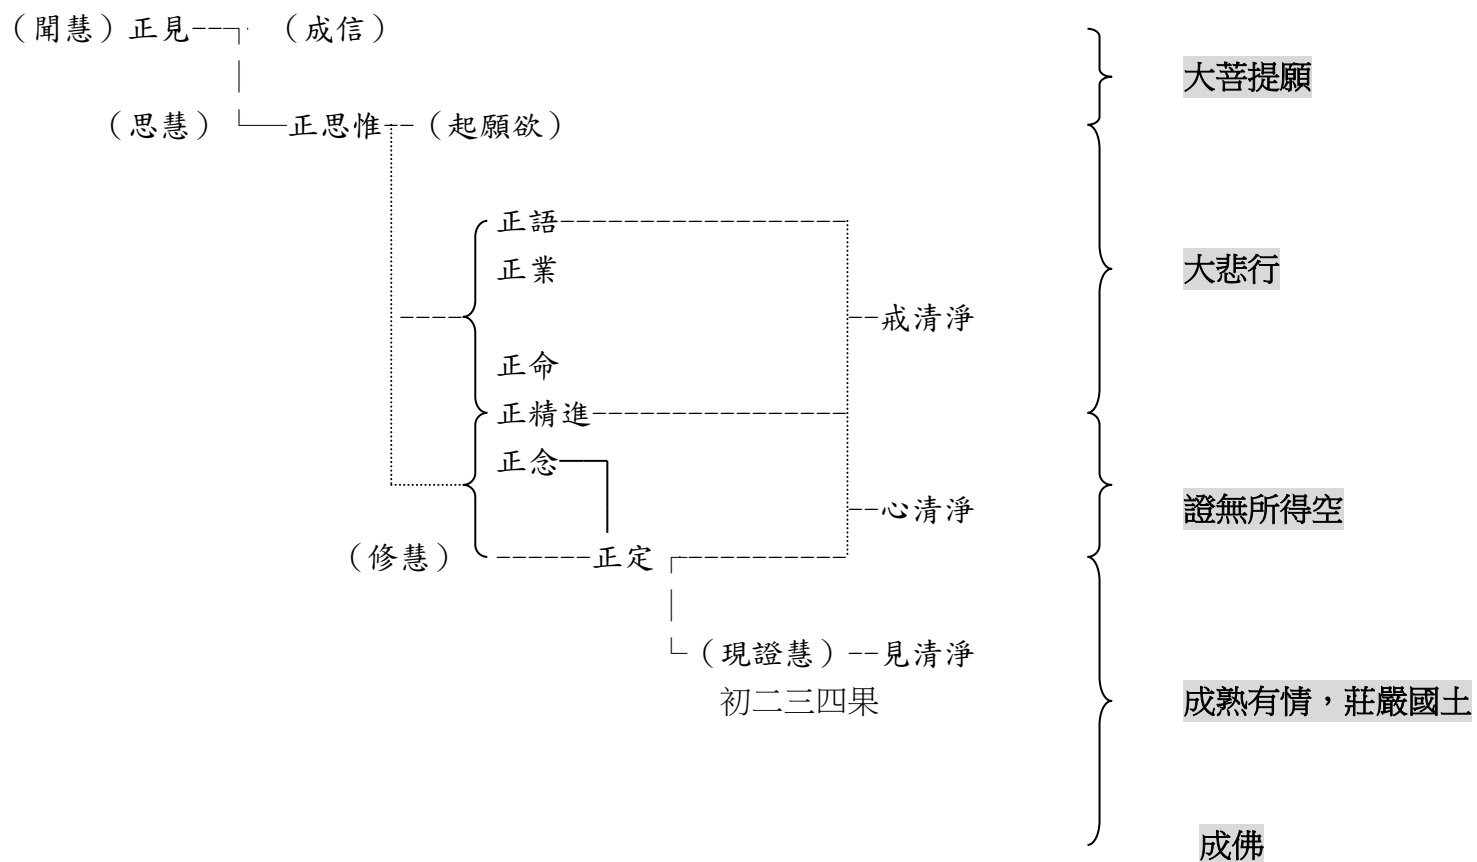 （聞慧）正見 （成信）
大菩提願
（思慧） 正思惟 （起願欲）
正語
正業
大悲行
戒清淨
正命
正精進
正念
心清淨
證無所得空
（修慧） 正定
（現證慧） 見清淨
初二三四果
成熟有情，莊嚴國土
成佛